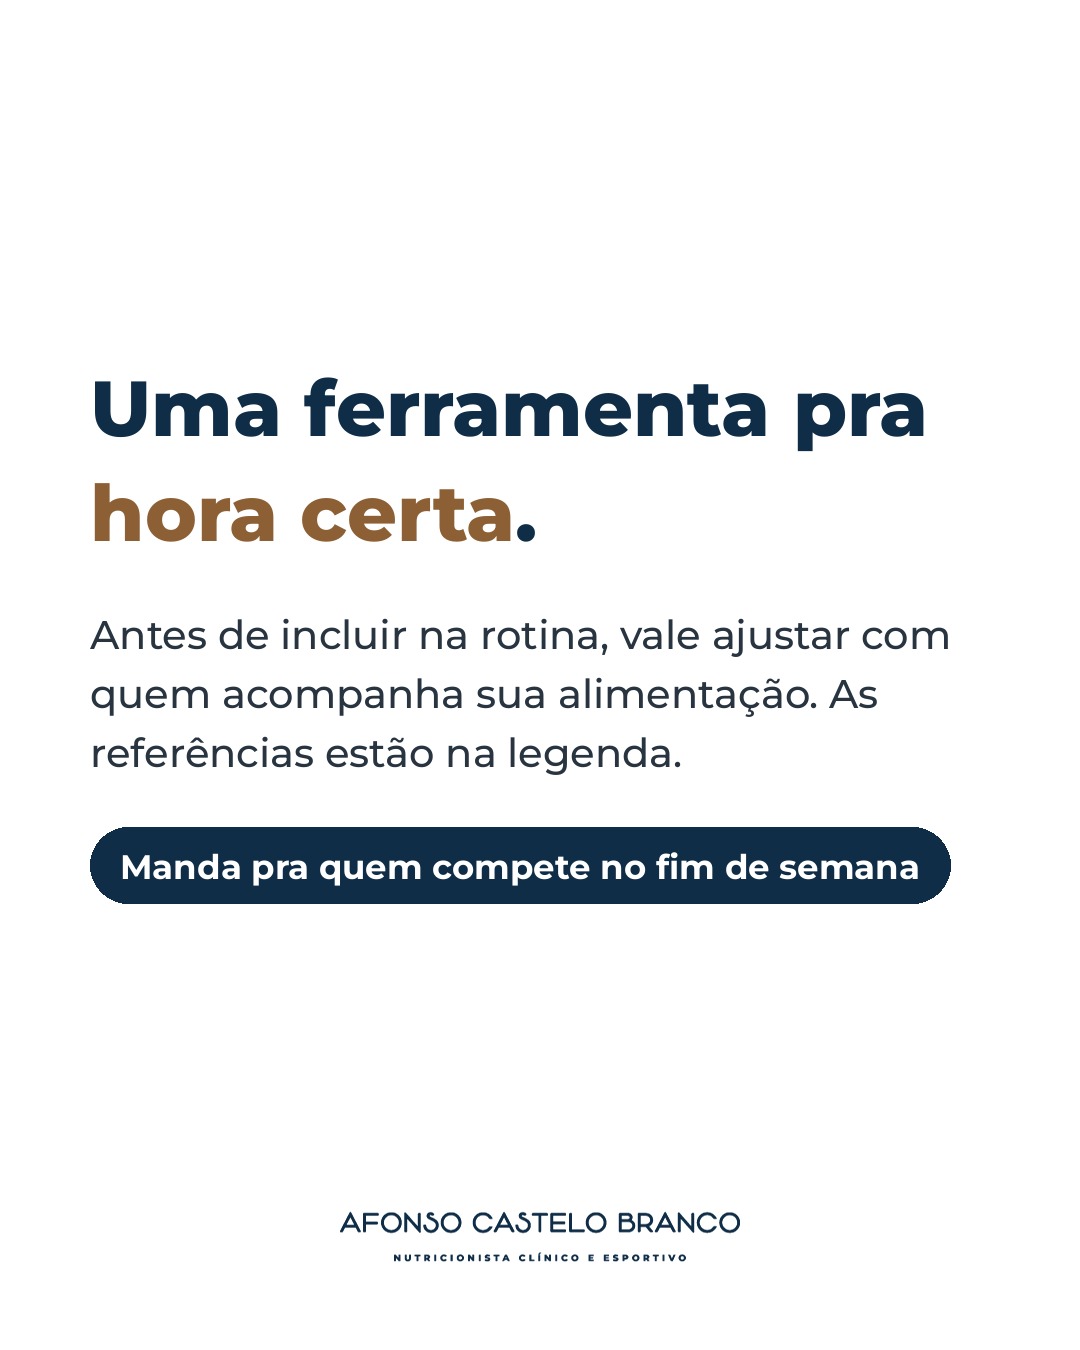 Uma ferramenta pra
hora certa.
Antes de incluir na rotina, vale ajustar com
quem acompanha sua alimentação. As
referências estão na legenda.
Manda pra quem compete no fim de semana
AFONSO CASTELO BRANCO
NUTRICIONISTA CLÍNICO E ESPORTIVO